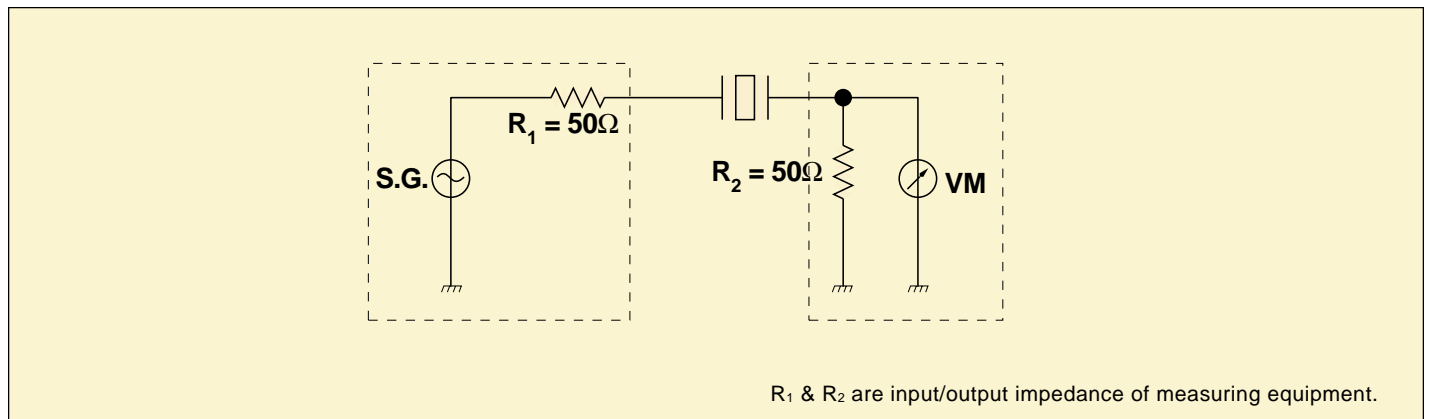 R₁ = 50Ω
S.G.
R₂ = 50Ω
VM
R₁ & R₂ are input/output impedance of measuring equipment.